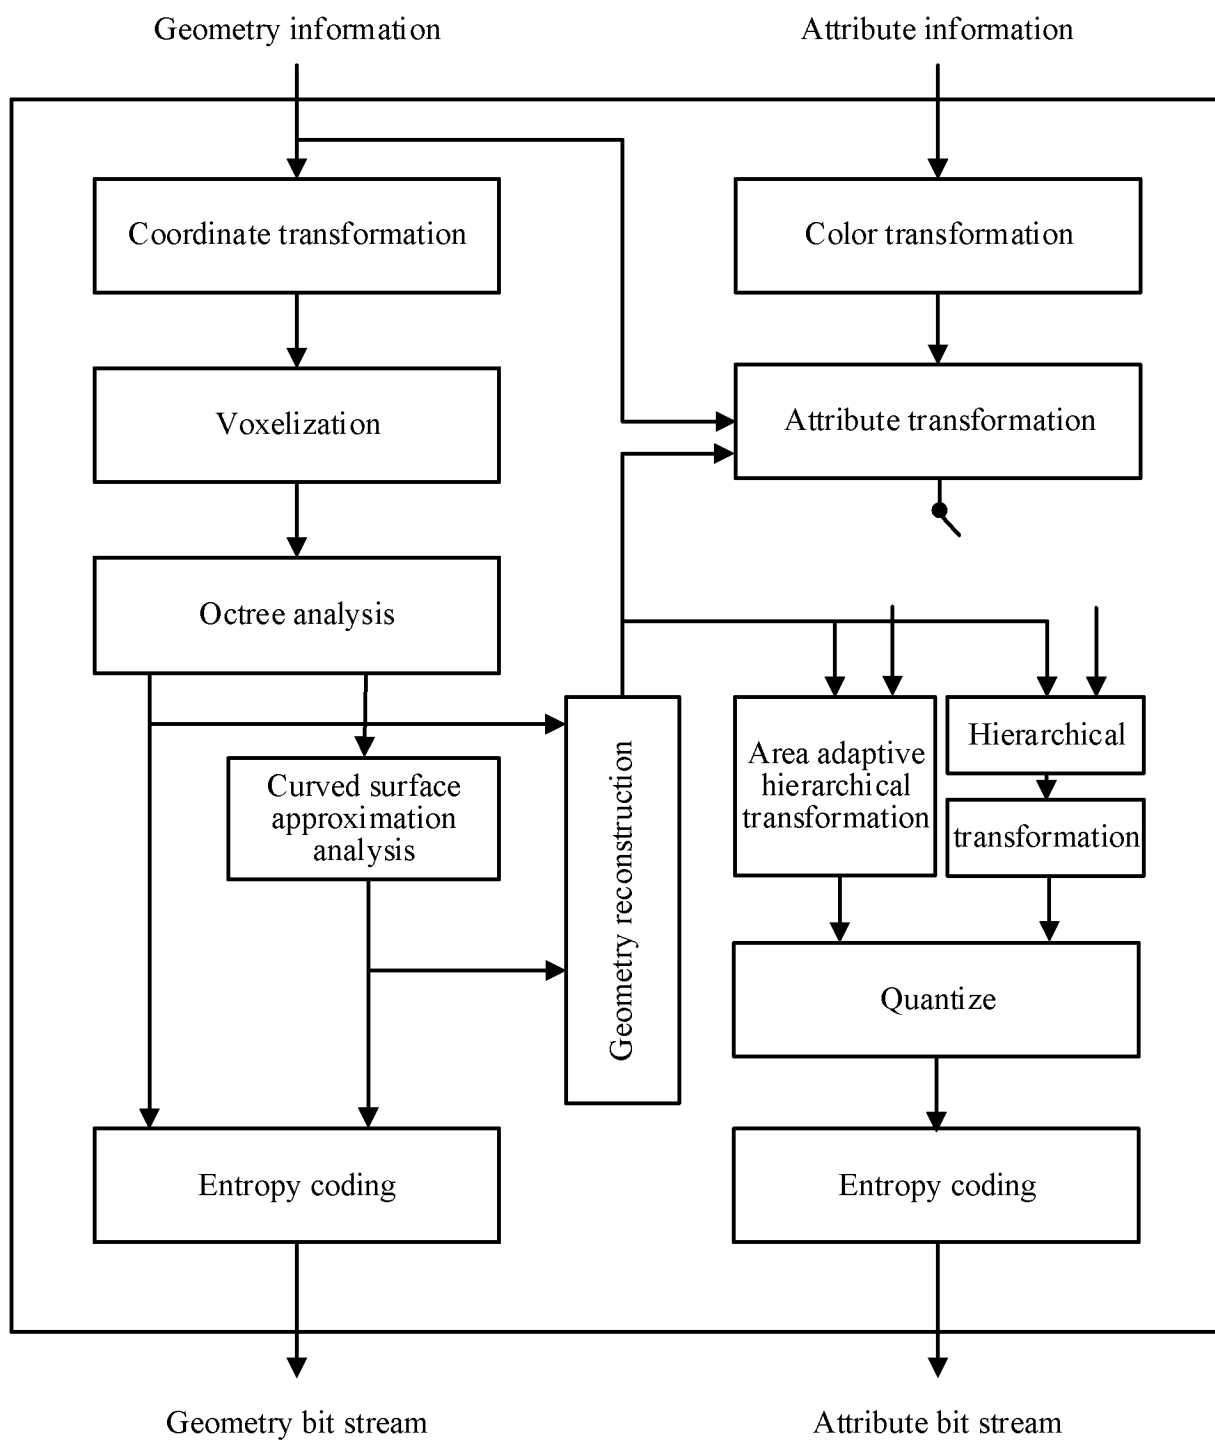 Geometry information
Attribute information
Coordinate transformation
Color transformation
Voxelization
Attribute transformation
Octree analysis
Curved surface
approximation
analysis
Geometry reconstruction
Area adaptive
hierarchical
transformation
Hierarchical
transformation
Quantize
Entropy coding
Entropy coding
Geometry bit stream
Attribute bit stream